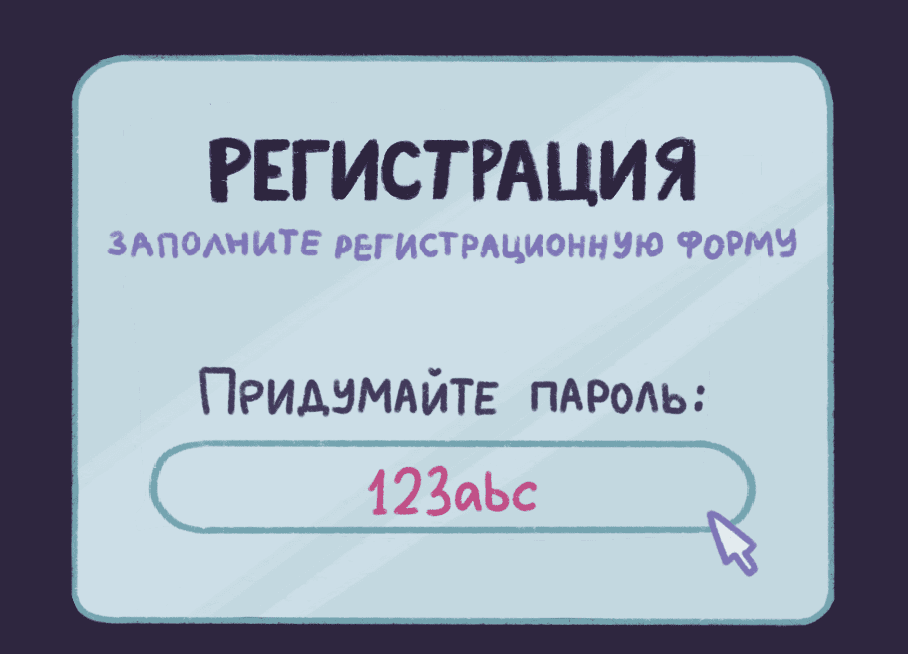 РЕГИСТРАЦИЯ
ЗАПОЛНИТЕ РЕГИСТРАЦИОННУЮ ФОРМУ
ПРИДУМАЙТЕ ПАРОЛЬ:
123abc